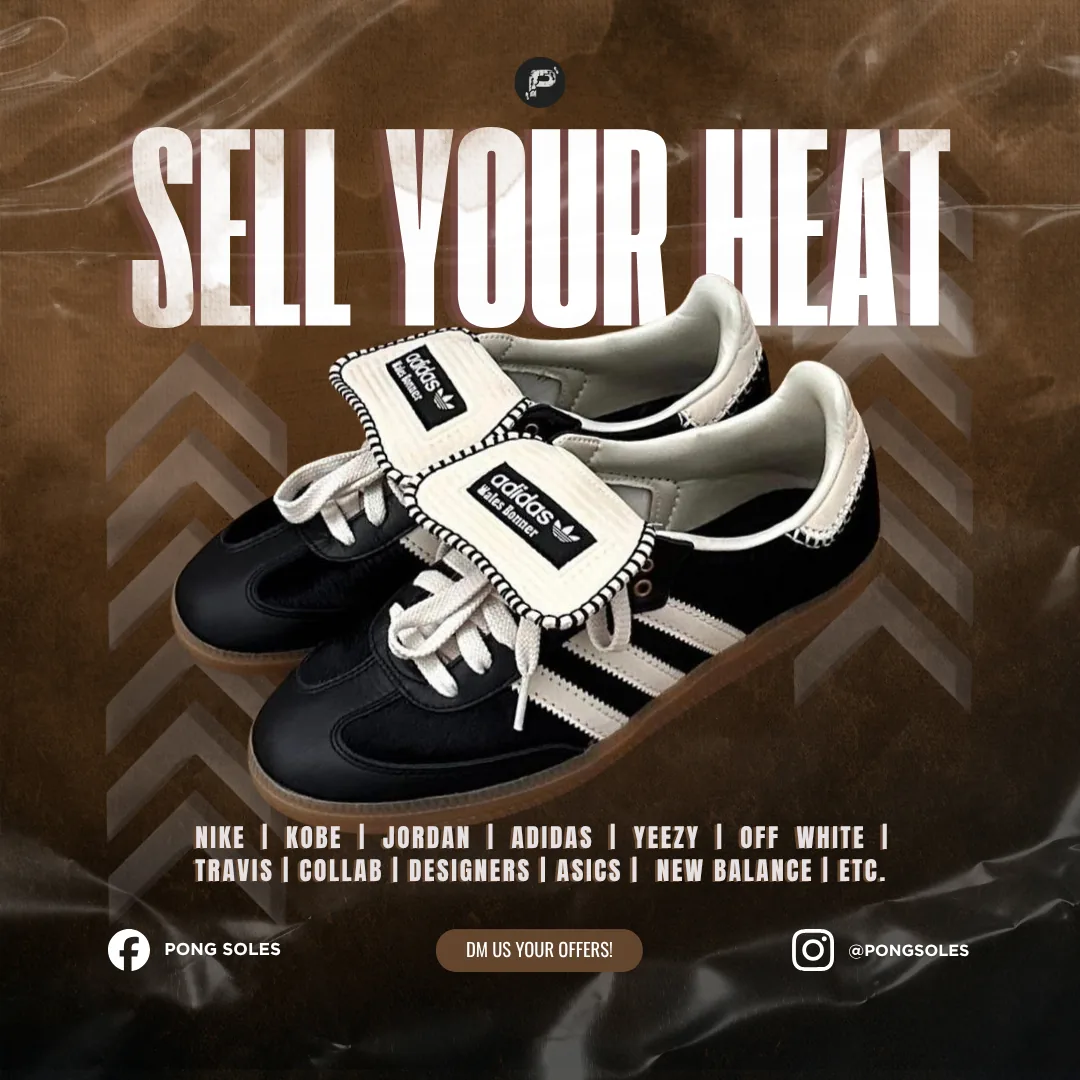 P
SELL YOUR HEAT
adidas
Wales Bonner
adidas
Wales Bonner
NIKE | KOBE | JORDAN | ADIDAS | YEEZY | OFF WHITE |
TRAVIS | COLLAB | DESIGNERS | ASICS | NEW BALANCE | ETC.
PONG SOLES
DM US YOUR OFFERS!
@PONGSOLES